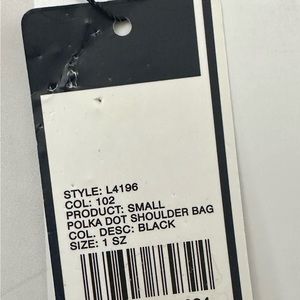 STYLE: L4196
COL: 102
PRODUCT: SMALL
POLKA DOT SHOULDER BAG
COL. DESC: BLACK
SIZE: 1 SZ